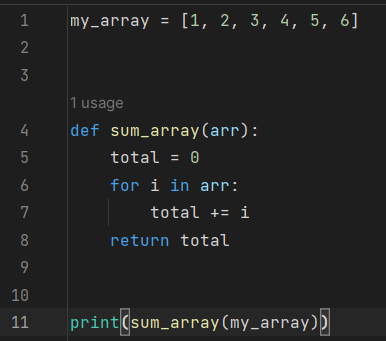 1 my_array = [1, 2, 3, 4, 5, 6]
2
3
1 usage
4 def sum_array(arr):
5     total = 0
6     for i in arr:
7         total += i
8     return total
9
10
11 print(sum_array(my_array))